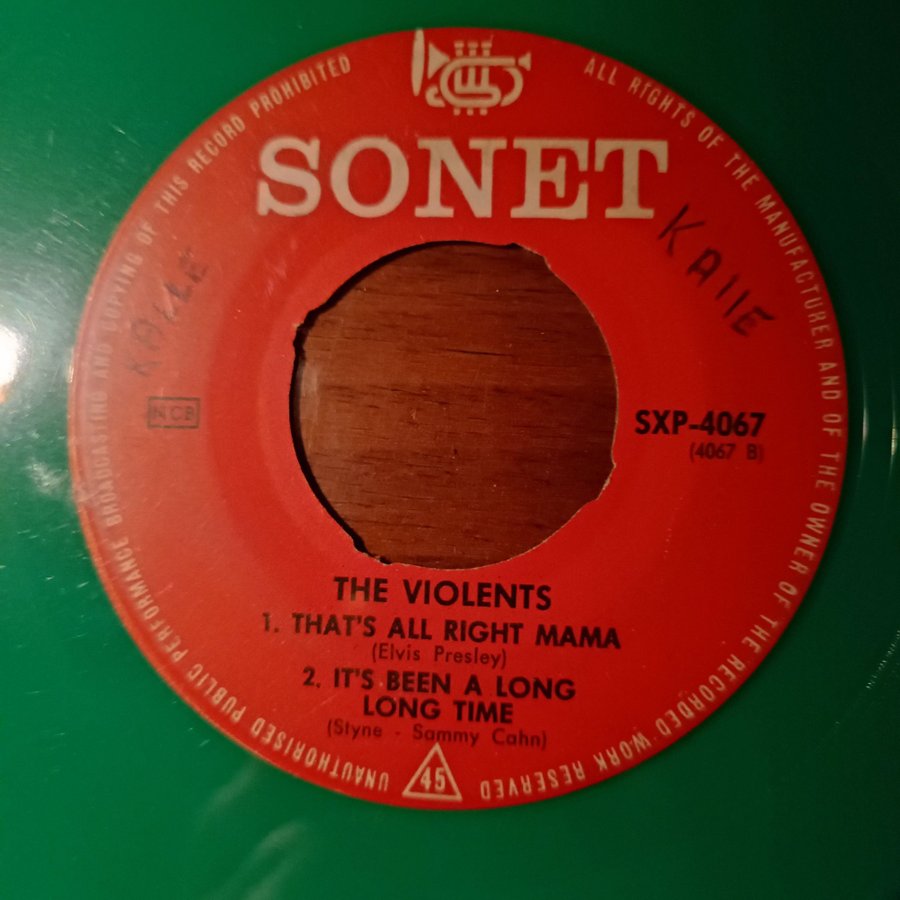 ALL RIGHTS OF THE MANUFACTURER AND OF THE OWNER OF THE RECORDED WORK RESERVED
UNAUTHORISED PUBLIC PERFORMANCE BROADCASTING AND COPYING OF THIS RECORD PROHIBITED
SONET
KALLE
KAllE
NCB
SXP-4067
(4067 B)
THE VIOLENTS
1. THAT'S ALL RIGHT MAMA
(Elvis Presley)
2. IT'S BEEN A LONG
LONG TIME
(Styne - Sammy Cahn)
45